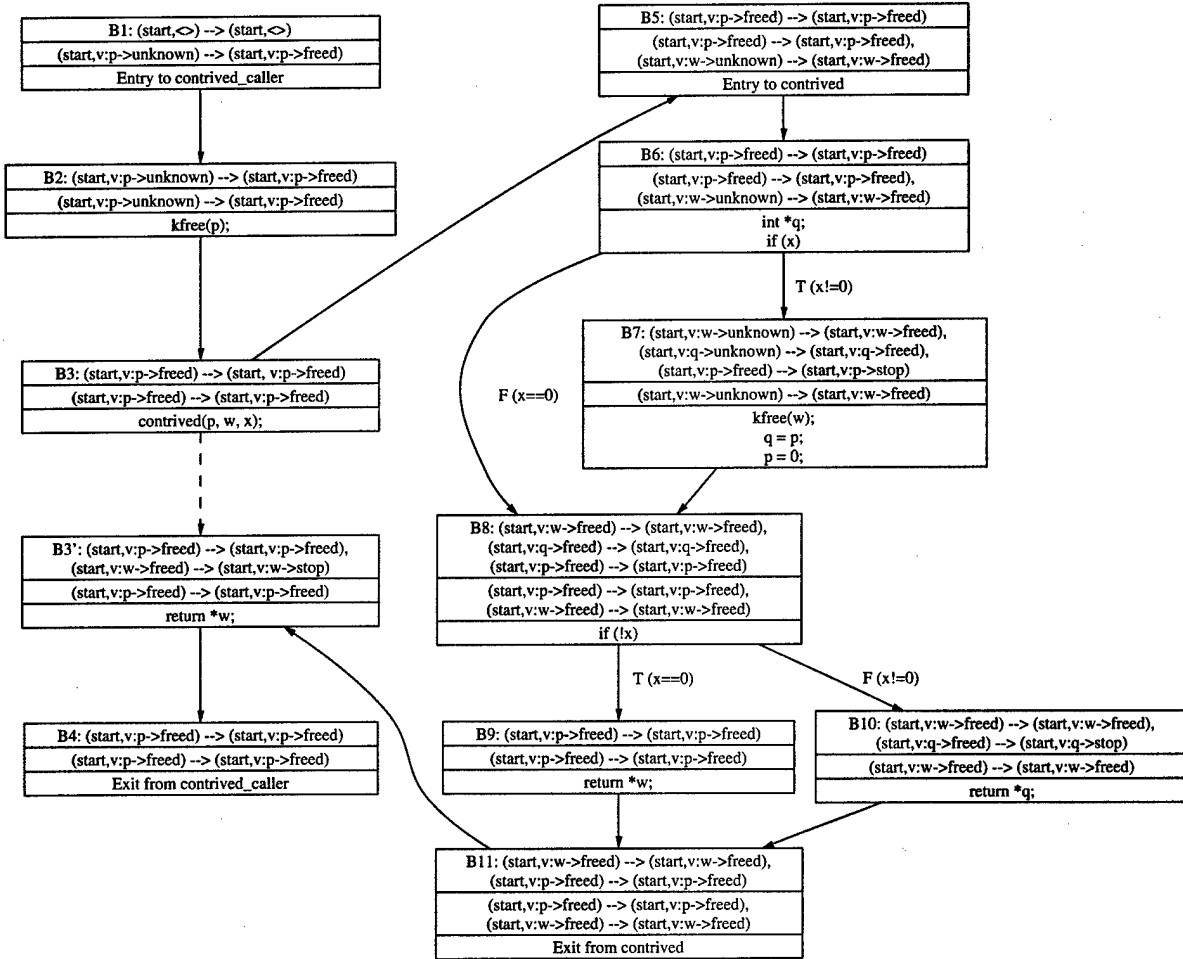 B1: (start,<>) --> (start,<>)
(start,v:p->unknown) --> (start,v:p->freed)
Entry to contrived_caller
B2: (start,v:p->unknown) --> (start,v:p->freed)
(start,v:p->unknown) --> (start,v:p->freed)
kfree(p);
B3: (start,v:p->freed) --> (start, v:p->freed)
(start,v:p->freed) --> (start,v:p->freed)
contrived(p, w, x);
B3': (start,v:p->freed) --> (start,v:p->freed),
(start,v:w->freed) --> (start,v:w->stop)
(start,v:p->freed) --> (start,v:p->freed)
return *w;
B4: (start,v:p->freed) --> (start,v:p->freed)
(start,v:p->freed) --> (start,v:p->freed)
Exit from contrived_caller
B5: (start,v:p->freed) --> (start,v:p->freed)
(start,v:p->freed) --> (start,v:p->freed),
(start,v:w->unknown) --> (start,v:w->freed)
Entry to contrived
B6: (start,v:p->freed) --> (start,v:p->freed)
(start,v:p->freed) --> (start,v:p->freed),
(start,v:w->unknown) --> (start,v:w->freed)
int *q;
if (x)
T (x!=0)
F (x==0)
B7: (start,v:w->unknown) --> (start,v:w->freed),
(start,v:q->unknown) --> (start,v:q->freed),
(start,v:p->freed) --> (start,v:p->stop)
(start,v:w->unknown) --> (start,v:w->freed)
kfree(w);
q = p;
p = 0;
B8: (start,v:w->freed) --> (start,v:w->freed),
(start,v:q->freed) --> (start,v:q->freed),
(start,v:p->freed) --> (start,v:p->freed)
(start,v:p->freed) --> (start,v:p->freed),
(start,v:w->freed) --> (start,v:w->freed)
if (!x)
T (x==0)
F (x!=0)
B9: (start,v:p->freed) --> (start,v:p->freed)
(start,v:p->freed) --> (start,v:p->freed)
return *w;
B10: (start,v:w->freed) --> (start,v:w->freed),
(start,v:q->freed) --> (start,v:q->stop)
(start,v:w->freed) --> (start,v:w->freed)
return *q;
B11: (start,v:w->freed) --> (start,v:w->freed),
(start,v:p->freed) --> (start,v:p->freed)
(start,v:p->freed) --> (start,v:p->freed),
(start,v:w->freed) --> (start,v:w->freed)
Exit from contrived